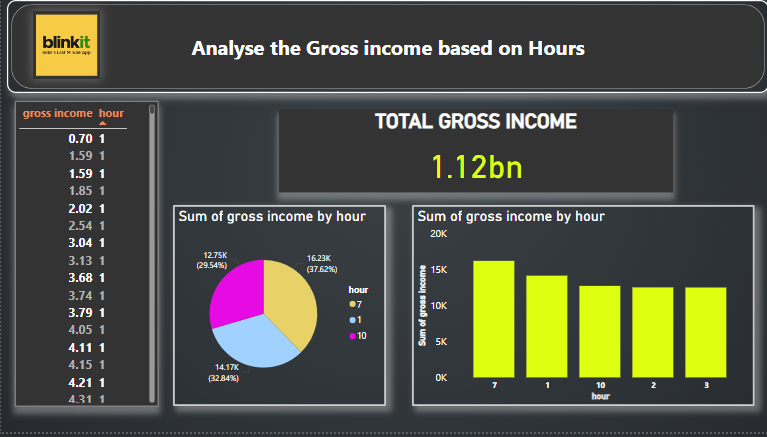 blinkit
India's Last Minute App
Analyse the Gross income based on Hours
gross income hour
0.70 1
1.59 1
1.59 1
1.85 1
2.02 1
2.54 1
3.04 1
3.13 1
3.68 1
3.74 1
3.79 1
4.05 1
4.11 1
4.15 1
4.21 1
4.31 1
TOTAL GROSS INCOME
1.12bn
Sum of gross income by hour
12.75K
(29.54%)
16.23K
(37.62%)
14.17K
(32.84%)
hour
7
1
10
Sum of gross income by hour
Sum of gross income
20K
15K
10K
5K
0K
7 1 10 2 3
hour